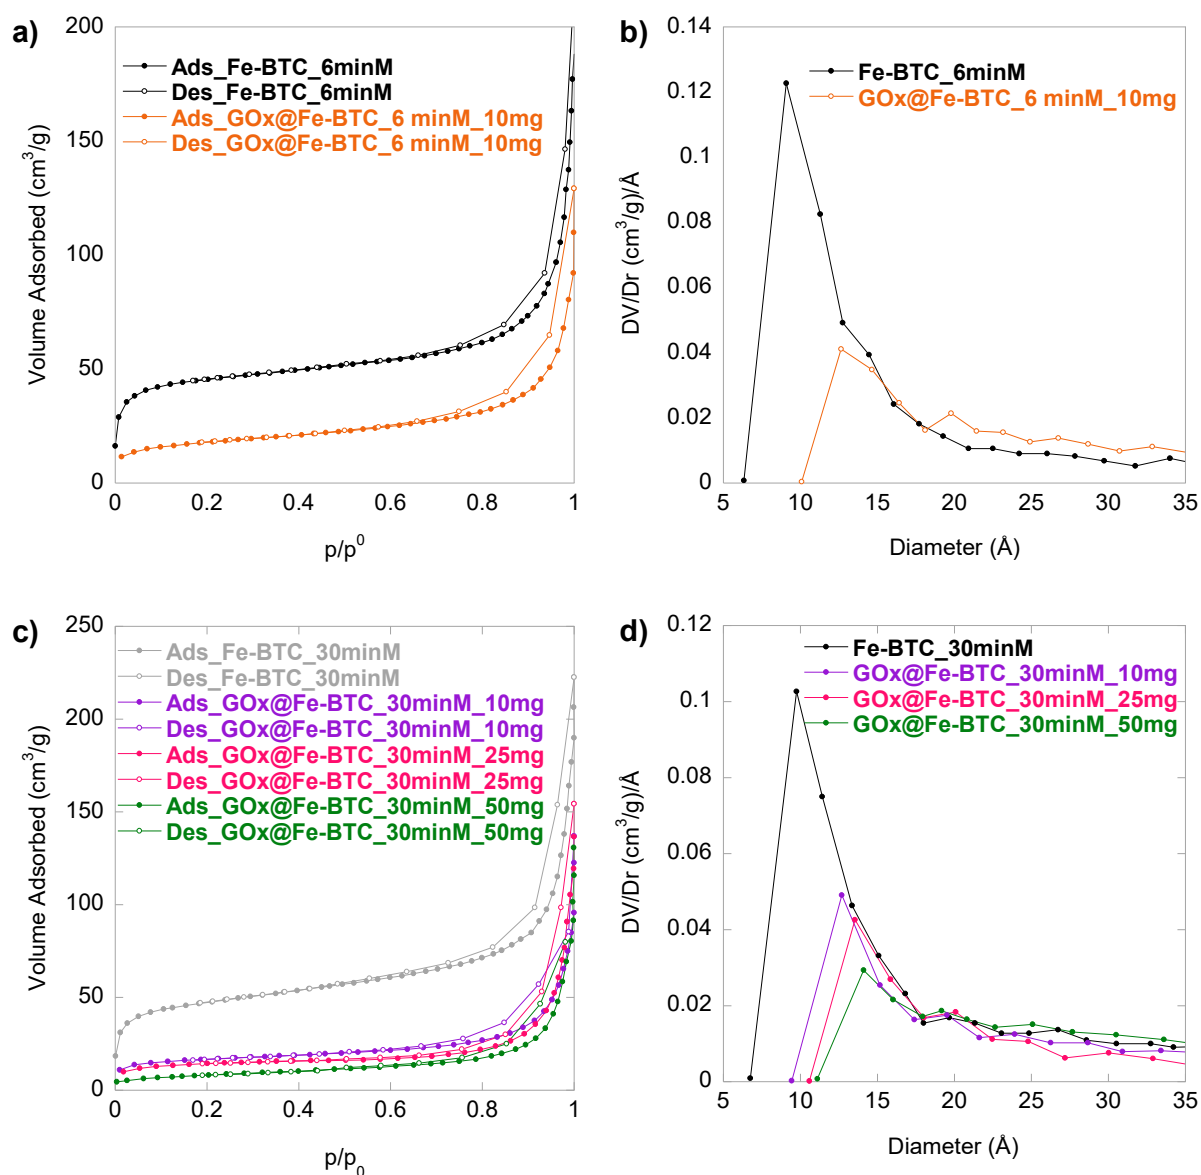 a)
200
150
100
50
0
0
0.2
0.4
0.6
0.8
1
Volume Adsorbed (cm³/g)
p/p⁰
Ads_Fe-BTC_6minM
Des_Fe-BTC_6minM
Ads_GOx@Fe-BTC_6 minM_10mg
Des_GOx@Fe-BTC_6 minM_10mg
b)
0.14
0.12
0.1
0.08
0.06
0.04
0.02
0
5
10
15
20
25
30
35
DV/Dr (cm³/g)/Å
Diameter (Å)
Fe-BTC_6minM
GOx@Fe-BTC_6 minM_10mg
c)
250
200
150
100
50
0
0
0.2
0.4
0.6
0.8
1
Volume Adsorbed (cm³/g)
p/p₀
Ads_Fe-BTC_30minM
Des_Fe-BTC_30minM
Ads_GOx@Fe-BTC_30minM_10mg
Des_GOx@Fe-BTC_30minM_10mg
Ads_GOx@Fe-BTC_30minM_25mg
Des_GOx@Fe-BTC_30minM_25mg
Ads_GOx@Fe-BTC_30minM_50mg
Des_GOx@Fe-BTC_30minM_50mg
d)
0.12
0.1
0.08
0.06
0.04
0.02
0
5
10
15
20
25
30
35
DV/Dr (cm³/g)/Å
Diameter (Å)
Fe-BTC_30minM
GOx@Fe-BTC_30minM_10mg
GOx@Fe-BTC_30minM_25mg
GOx@Fe-BTC_30minM_50mg